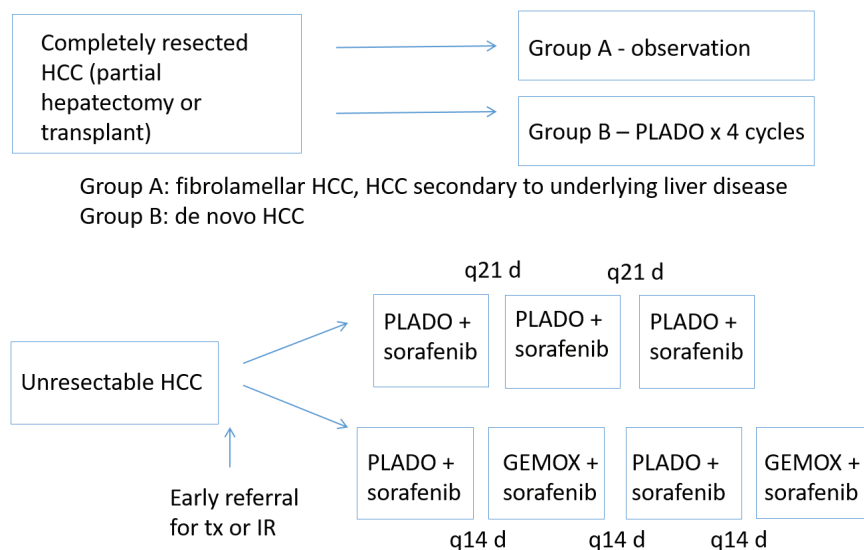 Completely resected
HCC (partial
hepatectomy or
transplant)
Group A - observation
Group B – PLADO x 4 cycles
Group A: fibrolamellar HCC, HCC secondary to underlying liver disease
Group B: de novo HCC
q21 d
q21 d
PLADO +
sorafenib
PLADO +
sorafenib
PLADO +
sorafenib
Unresectable HCC
PLADO +
sorafenib
GEMOX +
sorafenib
PLADO +
sorafenib
GEMOX +
sorafenib
Early referral
for tx or IR
q14 d
q14 d
q14 d